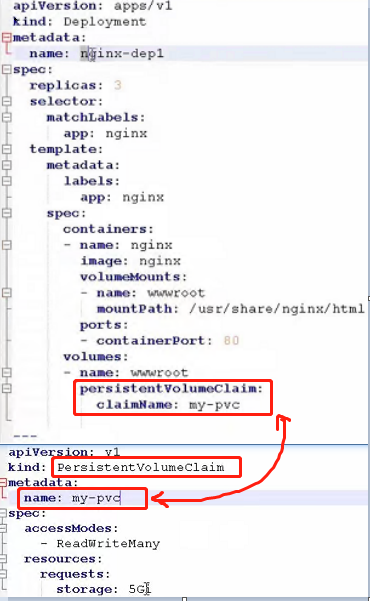 apiVersion: apps/v1
kind: Deployment
metadata:
  name: nginx-dep1
spec:
  replicas: 3
  selector:
    matchLabels:
      app: nginx
  template:
    metadata:
      labels:
        app: nginx
    spec:
      containers:
      - name: nginx
        image: nginx
        volumeMounts:
        - name: wwwroot
          mountPath: /usr/share/nginx/html
        ports:
        - containerPort: 80
      volumes:
      - name: wwwroot
        persistentVolumeClaim:
          claimName: my-pvc
---
apiVersion: v1
kind: PersistentVolumeClaim
metadata:
  name: my-pvc
spec:
  accessModes:
    - ReadWriteMany
  resources:
    requests:
      storage: 5Gi